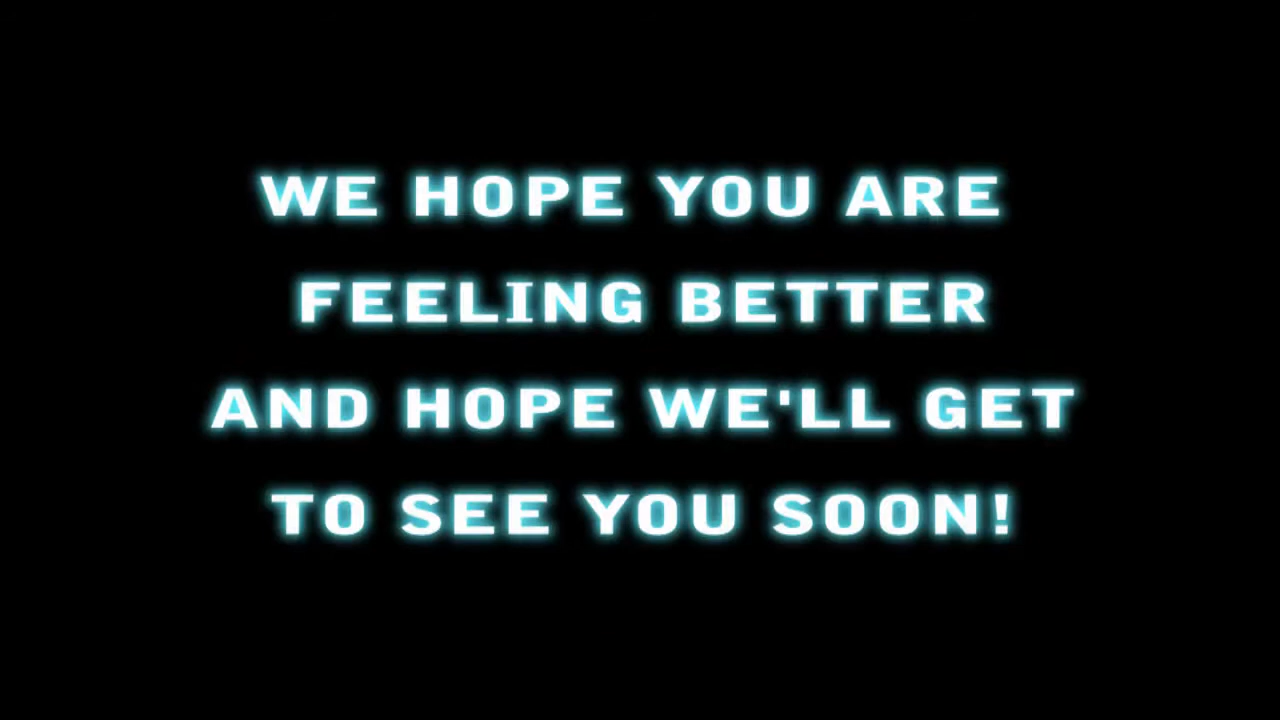 WE HOPE YOU ARE
FEELING BETTER
AND HOPE WE'LL GET
TO SEE YOU SOON!